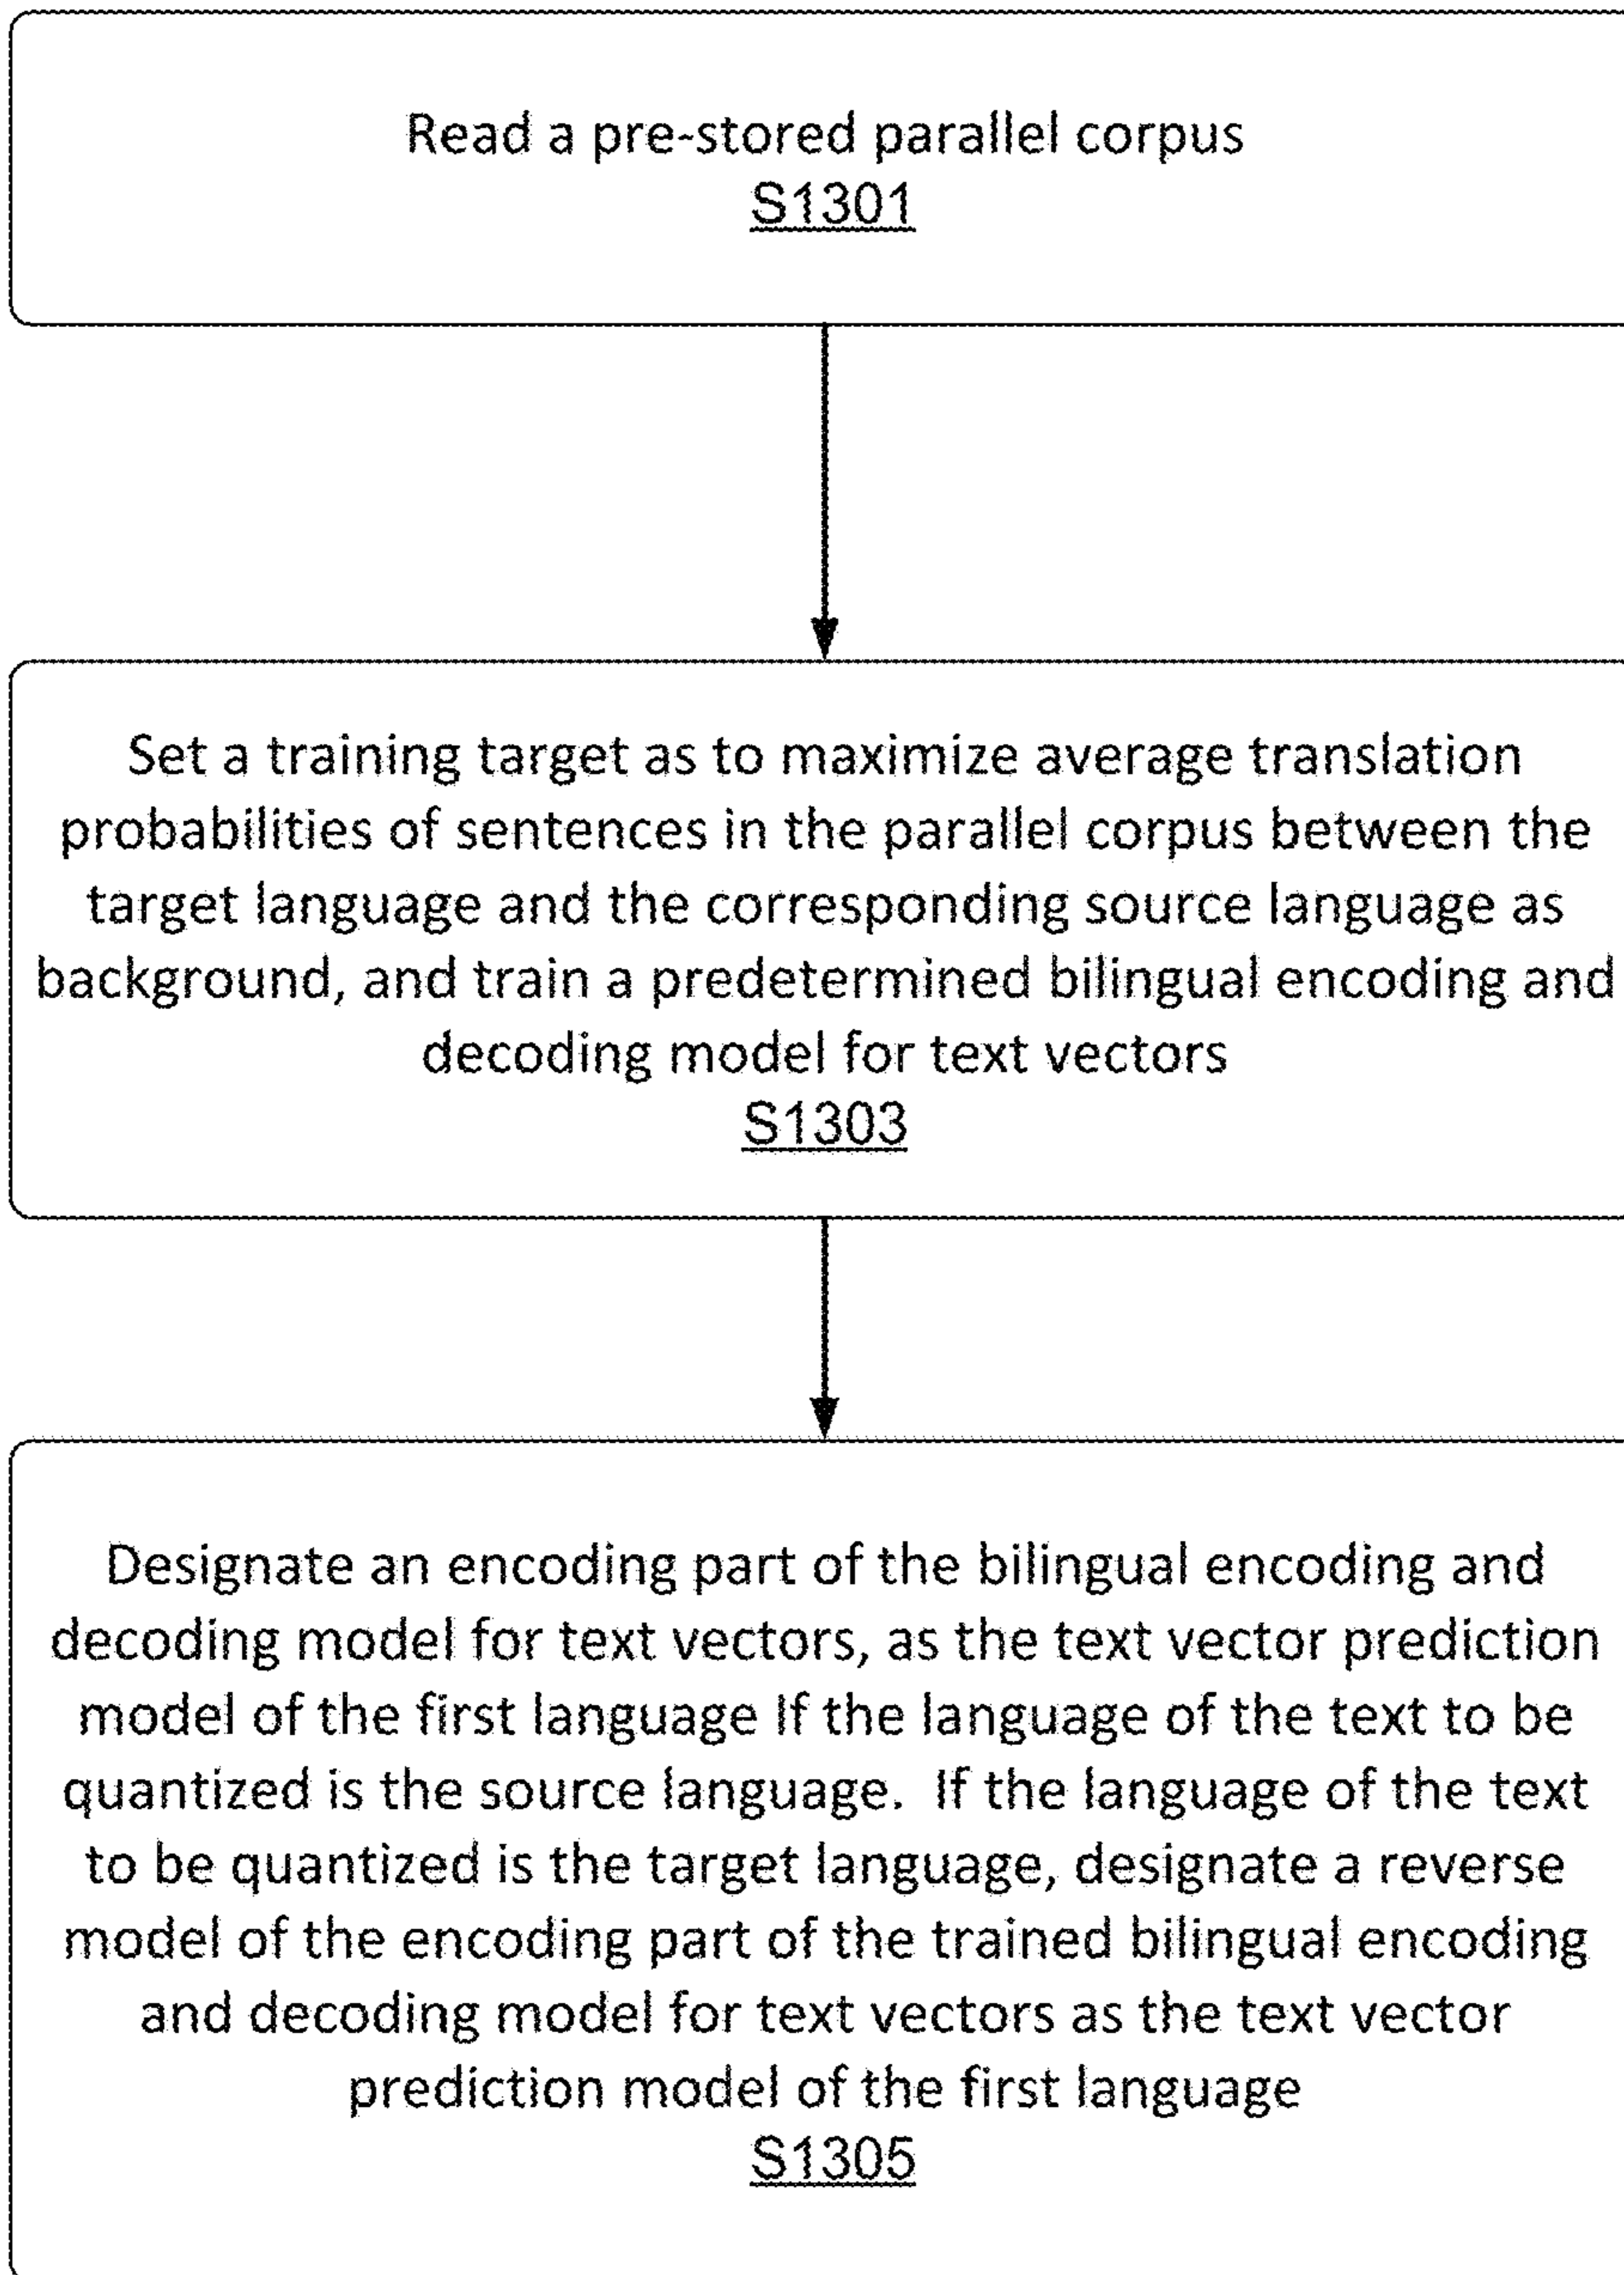 Read a pre-stored parallel corpus
S1301
Set a training target as to maximize average translation
probabilities of sentences in the parallel corpus between the
target language and the corresponding source language as
background, and train a predetermined bilingual encoding and
decoding model for text vectors
S1303
Designate an encoding part of the bilingual encoding and
decoding model for text vectors, as the text vector prediction
model of the first language If the language of the text to be
quantized is the source language.  If the language of the text
to be quantized is the target language, designate a reverse
model of the encoding part of the trained bilingual encoding
and decoding model for text vectors as the text vector
prediction model of the first language
S1305